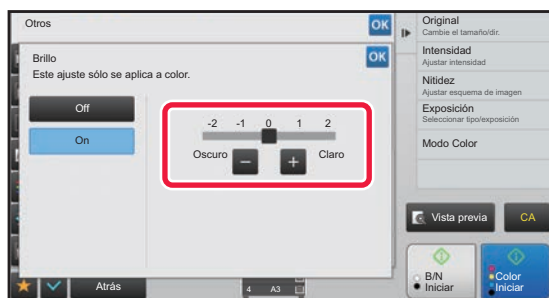 Otros
OK
Brillo
OK
Este ajuste sólo se aplica a color.
Off
On
-2 -1 0 1 2
Oscuro − + Claro
Atrás
4 A3
Original
Cambie el tamaño/dir.
Intensidad
Ajustar intensidad
Nitidez
Ajustar esquema de imagen
Exposición
Seleccionar tipo/exposición
Modo Color
Vista previa
CA
B/N
Iniciar
Color
Iniciar